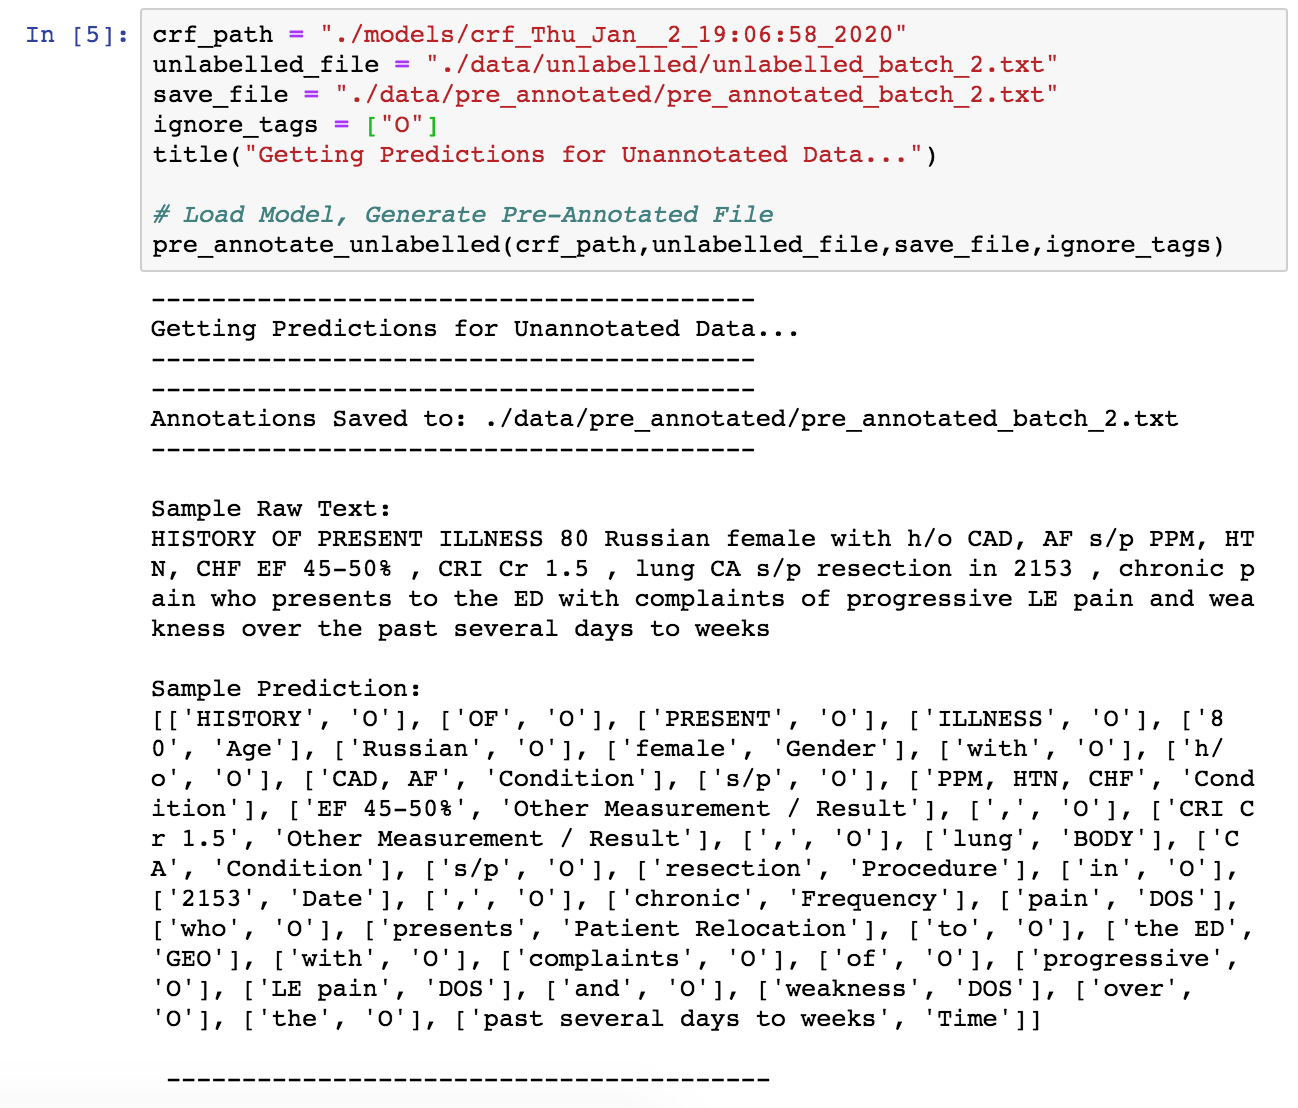 In [5]: crf_path = "./models/crf_Thu_Jan__2_19:06:58_2020"
unlabelled_file = "./data/unlabelled/unlabelled_batch_2.txt"
save_file = "./data/pre_annotated/pre_annotated_batch_2.txt"
ignore_tags = ["O"]
title("Getting Predictions for Unannotated Data...")
# Load Model, Generate Pre-Annotated File
pre_annotate_unlabelled(crf_path,unlabelled_file,save_file,ignore_tags)
----------------------------------------
Getting Predictions for Unannotated Data...
----------------------------------------
----------------------------------------
Annotations Saved to: ./data/pre_annotated/pre_annotated_batch_2.txt
----------------------------------------
Sample Raw Text:
HISTORY OF PRESENT ILLNESS 80 Russian female with h/o CAD, AF s/p PPM, HT
N, CHF EF 45-50% , CRI Cr 1.5 , lung CA s/p resection in 2153 , chronic p
ain who presents to the ED with complaints of progressive LE pain and wea
kness over the past several days to weeks
Sample Prediction:
[['HISTORY', 'O'], ['OF', 'O'], ['PRESENT', 'O'], ['ILLNESS', 'O'], ['8
0', 'Age'], ['Russian', 'O'], ['female', 'Gender'], ['with', 'O'], ['h/
o', 'O'], ['CAD, AF', 'Condition'], ['s/p', 'O'], ['PPM, HTN, CHF', 'Cond
ition'], ['EF 45-50%', 'Other Measurement / Result'], [',', 'O'], ['CRI C
r 1.5', 'Other Measurement / Result'], [',', 'O'], ['lung', 'BODY'], ['C
A', 'Condition'], ['s/p', 'O'], ['resection', 'Procedure'], ['in', 'O'],
['2153', 'Date'], [',', 'O'], ['chronic', 'Frequency'], ['pain', 'DOS'],
['who', 'O'], ['presents', 'Patient Relocation'], ['to', 'O'], ['the ED',
'GEO'], ['with', 'O'], ['complaints', 'O'], ['of', 'O'], ['progressive',
'O'], ['LE pain', 'DOS'], ['and', 'O'], ['weakness', 'DOS'], ['over',
'O'], ['the', 'O'], ['past several days to weeks', 'Time']]
----------------------------------------